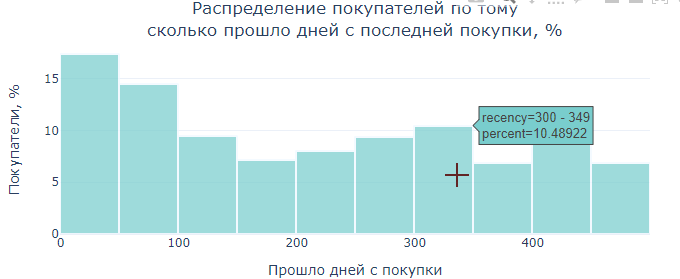 Распределение покупателей по тому
сколько прошло дней с последней покупки, %
Покупатели, %
15
10
5
0
recency=300 - 349
percent=10.48922
0
100
200
300
400
Прошло дней с покупки